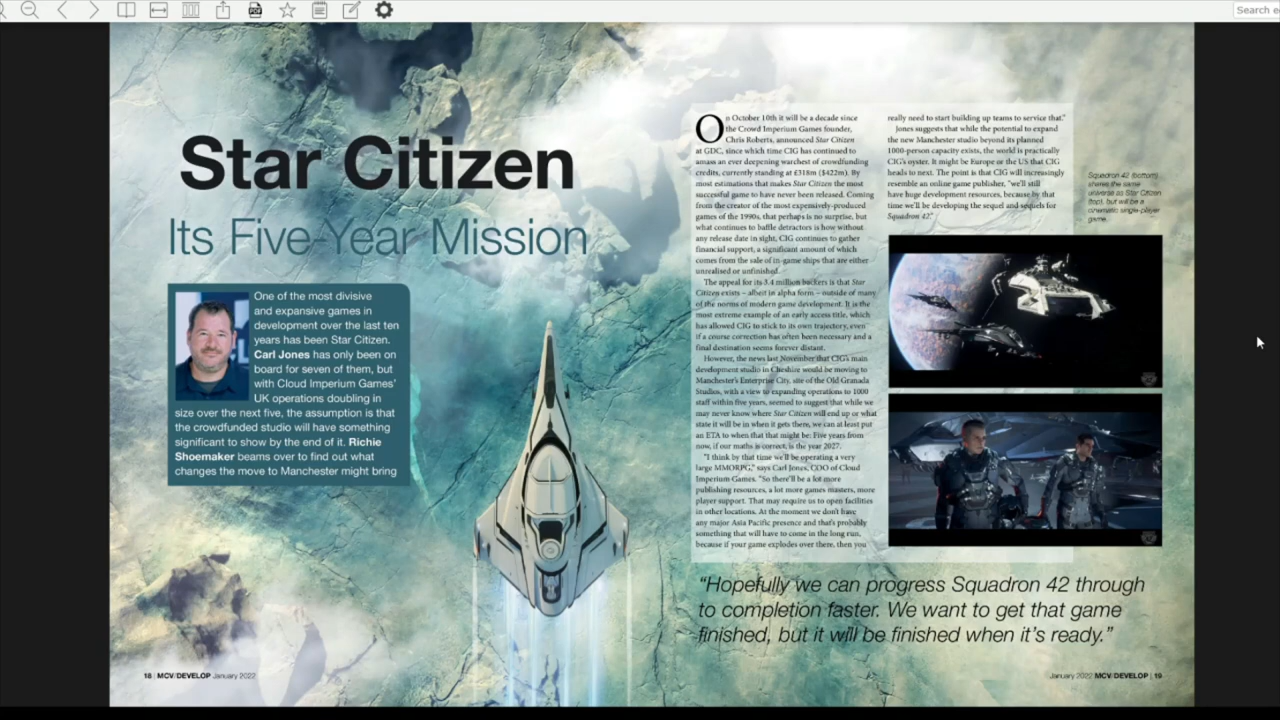 Search e
Star Citizen
Its Five-Year Mission
One of the most divisive
and expansive games in
development over the last ten
years has been Star Citizen.
Carl Jones has only been on
board for seven of them, but
with Cloud Imperium Games'
UK operations doubling in
size over the next five, the assumption is that
the crowdfunded studio will have something
significant to show by the end of it. Richie
Shoemaker beams over to find out what
changes the move to Manchester might bring
On October 10th it will be a decade since
the Crowd Imperium Games founder,
Chris Roberts, announced Star Citizen
at GDC, since which time CIG has continued to
amass an ever deepening warchest of crowdfunding
credits, currently standing at £318m ($422m). By
most estimations that makes Star Citizen the most
successful game to have never been released. Coming
from the creator of the most expensively-produced
games of the 1990s, that perhaps is no surprise, but
what continues to baffle detractors is how without
any release date in sight, CIG continues to gather
financial support, a significant amount of which
comes from the sale of in-game ships that are either
unrealised or unfinished.
The appeal for its 3.4 million backers is that Star
Citizen exists – albeit in alpha form – outside of many
of the norms of modern game development. It is the
most extreme example of an early access title, which
has allowed CIG to stick to its own trajectory, even
if a course correction has often been necessary and a
final destination seems forever distant.
However, the news last November that CIG's main
development studio in Cheshire would be moving to
Manchester's Enterprise City, site of the Old Granada
Studios, with a view to expanding operations to 1000
staff within five years, seemed to suggest that while we
may never know where Star Citizen will end up or what
state it will be in when it gets there, we can at least put
an ETA to when that that might be: Five years from
now, if our maths is correct, is the year 2027.
"I think by that time we'll be operating a very
large MMORPG," says Carl Jones, COO of Cloud
Imperium Games. "So there'll be a lot more
publishing resources, a lot more games masters, more
player support. That may require us to open facilities
in other locations. At the moment we don't have
any major Asia Pacific presence and that's probably
something that will have to come in the long run,
because if your game explodes over there, then you
really need to start building up teams to service that."
Jones suggests that while the potential to expand
the new Manchester studio beyond its planned
1000-person capacity exists, the world is practically
CIG's oyster. It might be Europe or the US that CIG
heads to next. The point is that CIG will increasingly
resemble an online game publisher, "we'll still
have huge development resources, because by that
time we'll be developing the sequel and sequels for
Squadron 42."
Squadron 42 (bottom)
shares the same
universe as Star Citizen
(top), but will be a
cinematic single-player
game.
"Hopefully we can progress Squadron 42 through
to completion faster. We want to get that game
finished, but it will be finished when it's ready."
18 | MCV/DEVELOP January 2022
January 2022 MCV/DEVELOP | 19